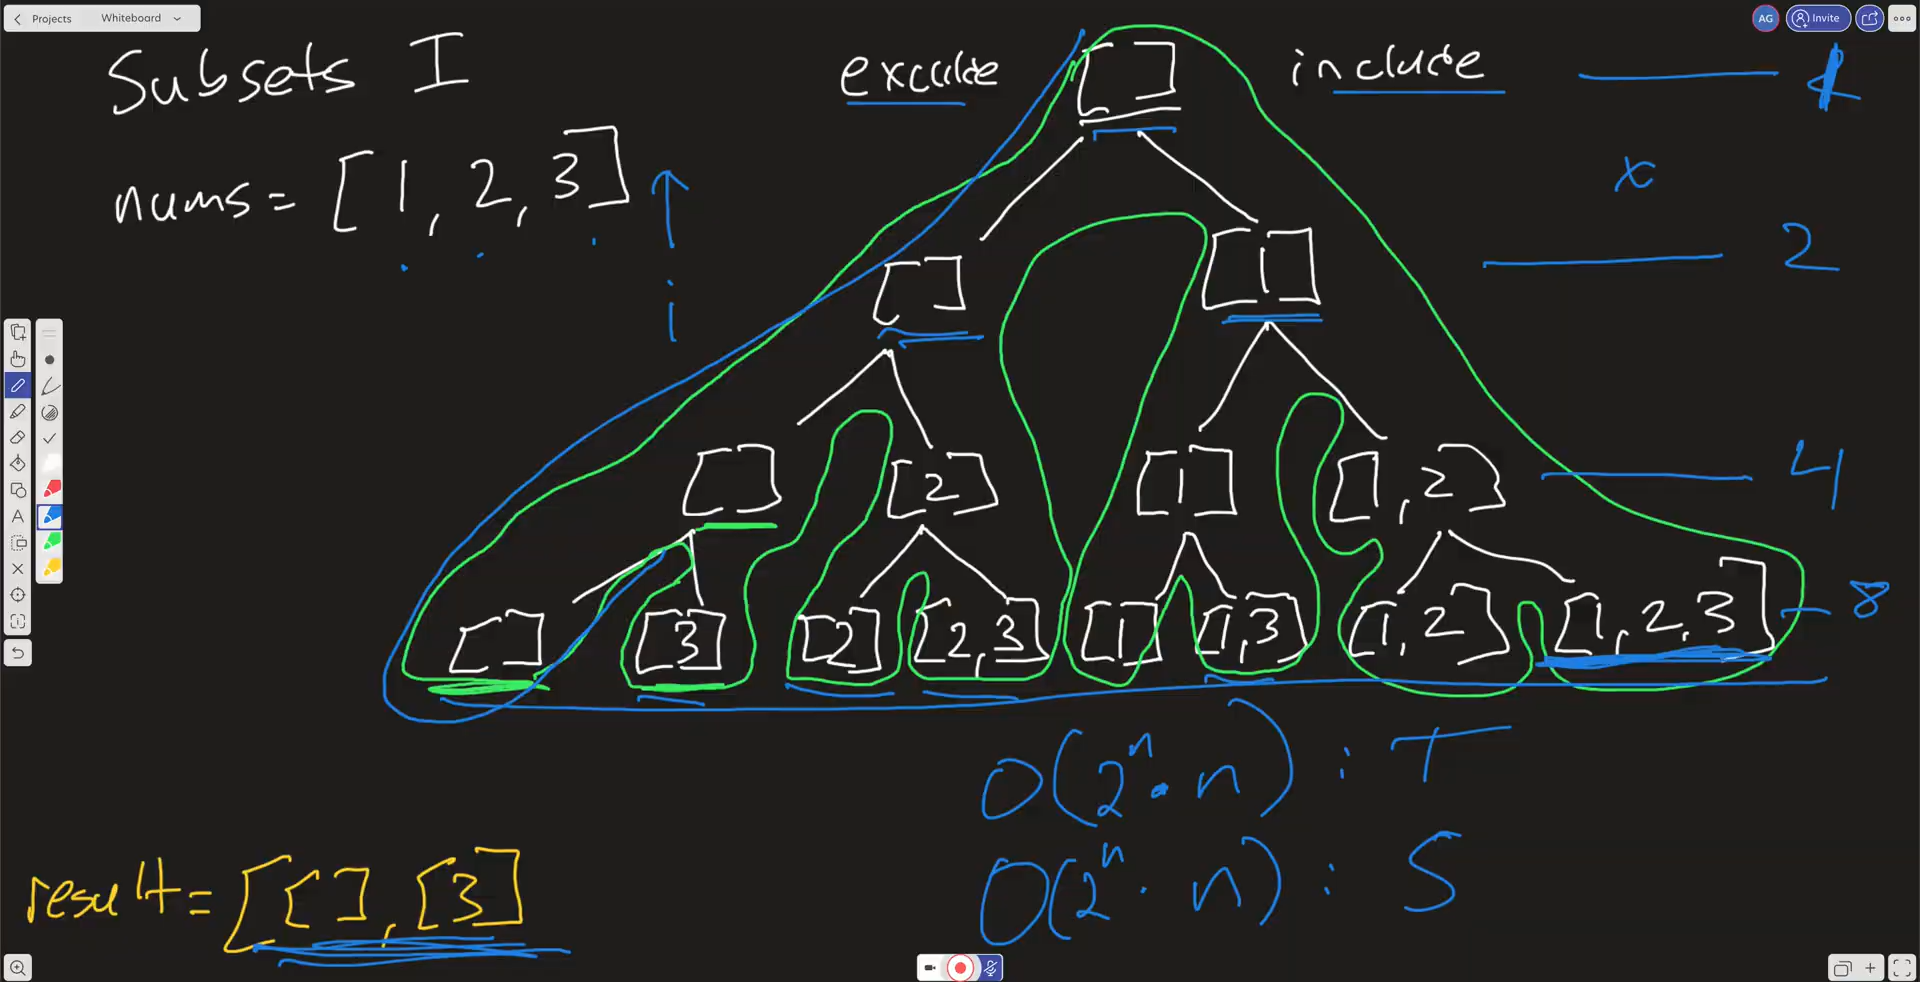 Projects Whiteboard
AG Invite
Subsets I
exclude [ ] include 1
nums = [1, 2, 3]
x
i
[ ] [1] 2
[ ] [2] [1] [1, 2] 4
[ ] [3] [2] [2,3] [1] [1,3] [1, 2] [1, 2, 3] 8
O(2^n · n) : T
O(2^n · n) : S
result = [[ ], [3]